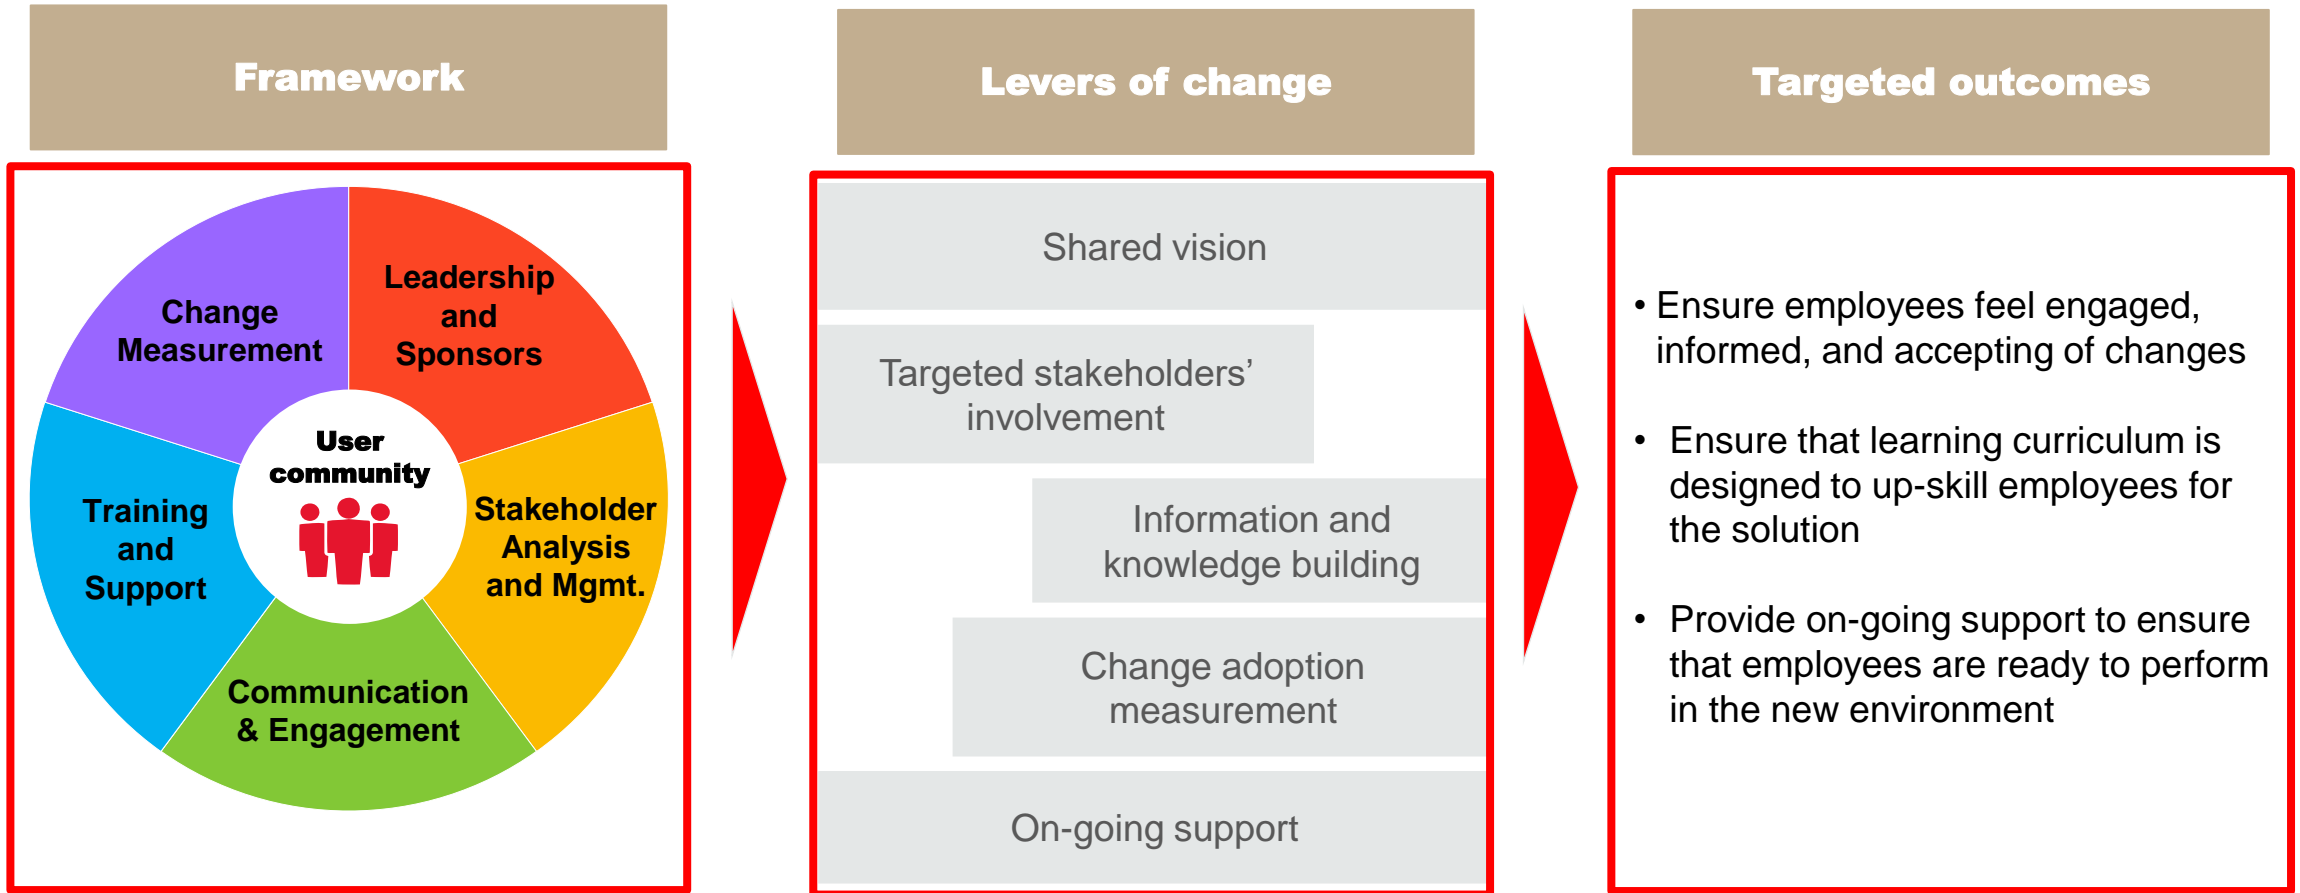 Framework
Levers of change
Targeted outcomes
Change
Measurement
Leadership
and
Sponsors
User
community
Training
and
Support
Stakeholder
Analysis
and Mgmt.
Communication
& Engagement
Shared vision
Targeted stakeholders’
involvement
Information and
knowledge building
Change adoption
measurement
On-going support
• Ensure employees feel engaged,
informed, and accepting of changes
• Ensure that learning curriculum is
designed to up-skill employees for
the solution
• Provide on-going support to ensure
that employees are ready to perform
in the new environment